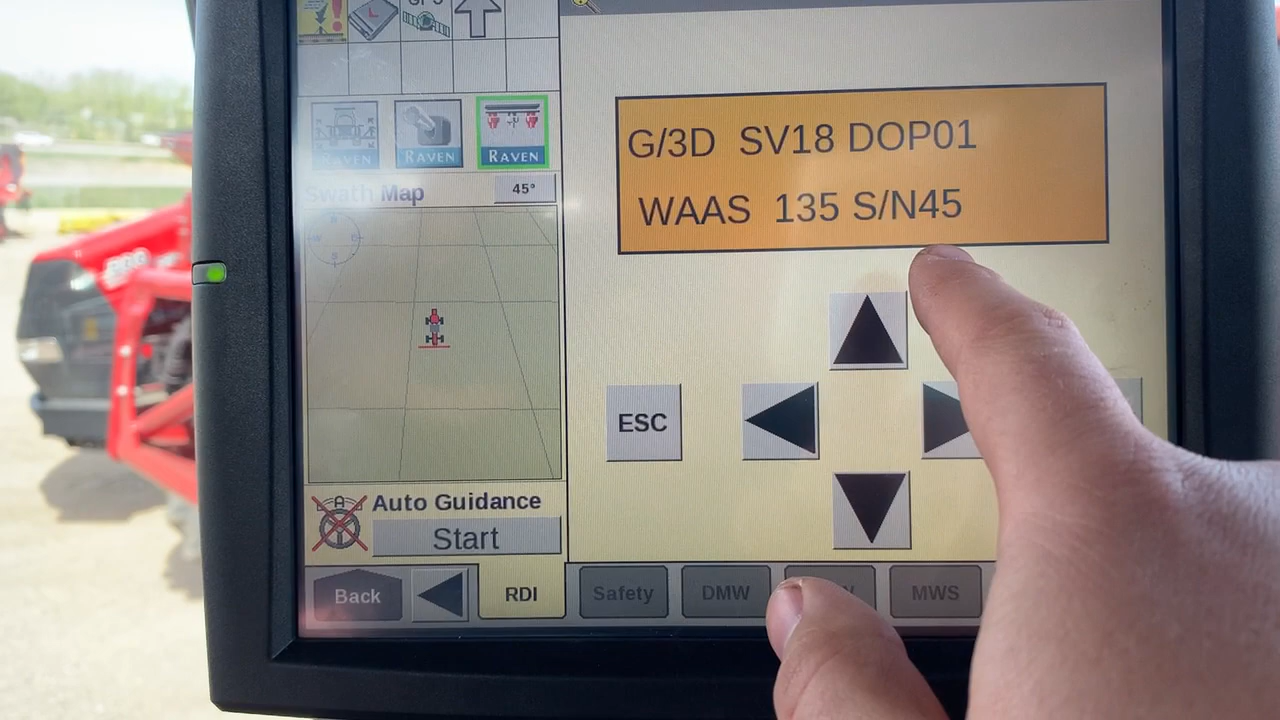 GPS
RAVEN
RAVEN
RAVEN
Swath Map
45°
G/3D SV18 DOP01
WAAS 135 S/N45
ESC
Auto Guidance
Start
Back
RDI
Safety
DMW
MWS